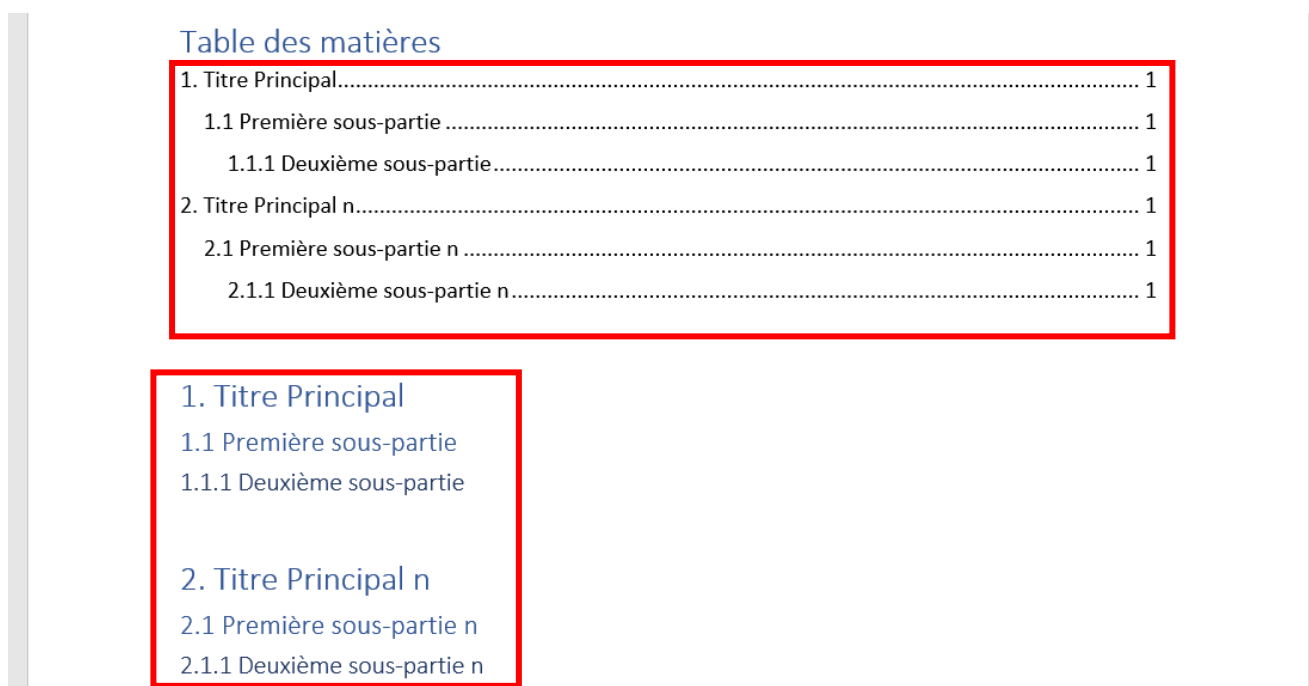 Table des matières
1. Titre Principal.................................................................................................................................... 1
1.1 Première sous-partie .................................................................................................................. 1
1.1.1 Deuxième sous-partie........................................................................................................... 1
2. Titre Principal n................................................................................................................................. 1
2.1 Première sous-partie n ............................................................................................................... 1
2.1.1 Deuxième sous-partie n........................................................................................................ 1
1. Titre Principal
1.1 Première sous-partie
1.1.1 Deuxième sous-partie
2. Titre Principal n
2.1 Première sous-partie n
2.1.1 Deuxième sous-partie n